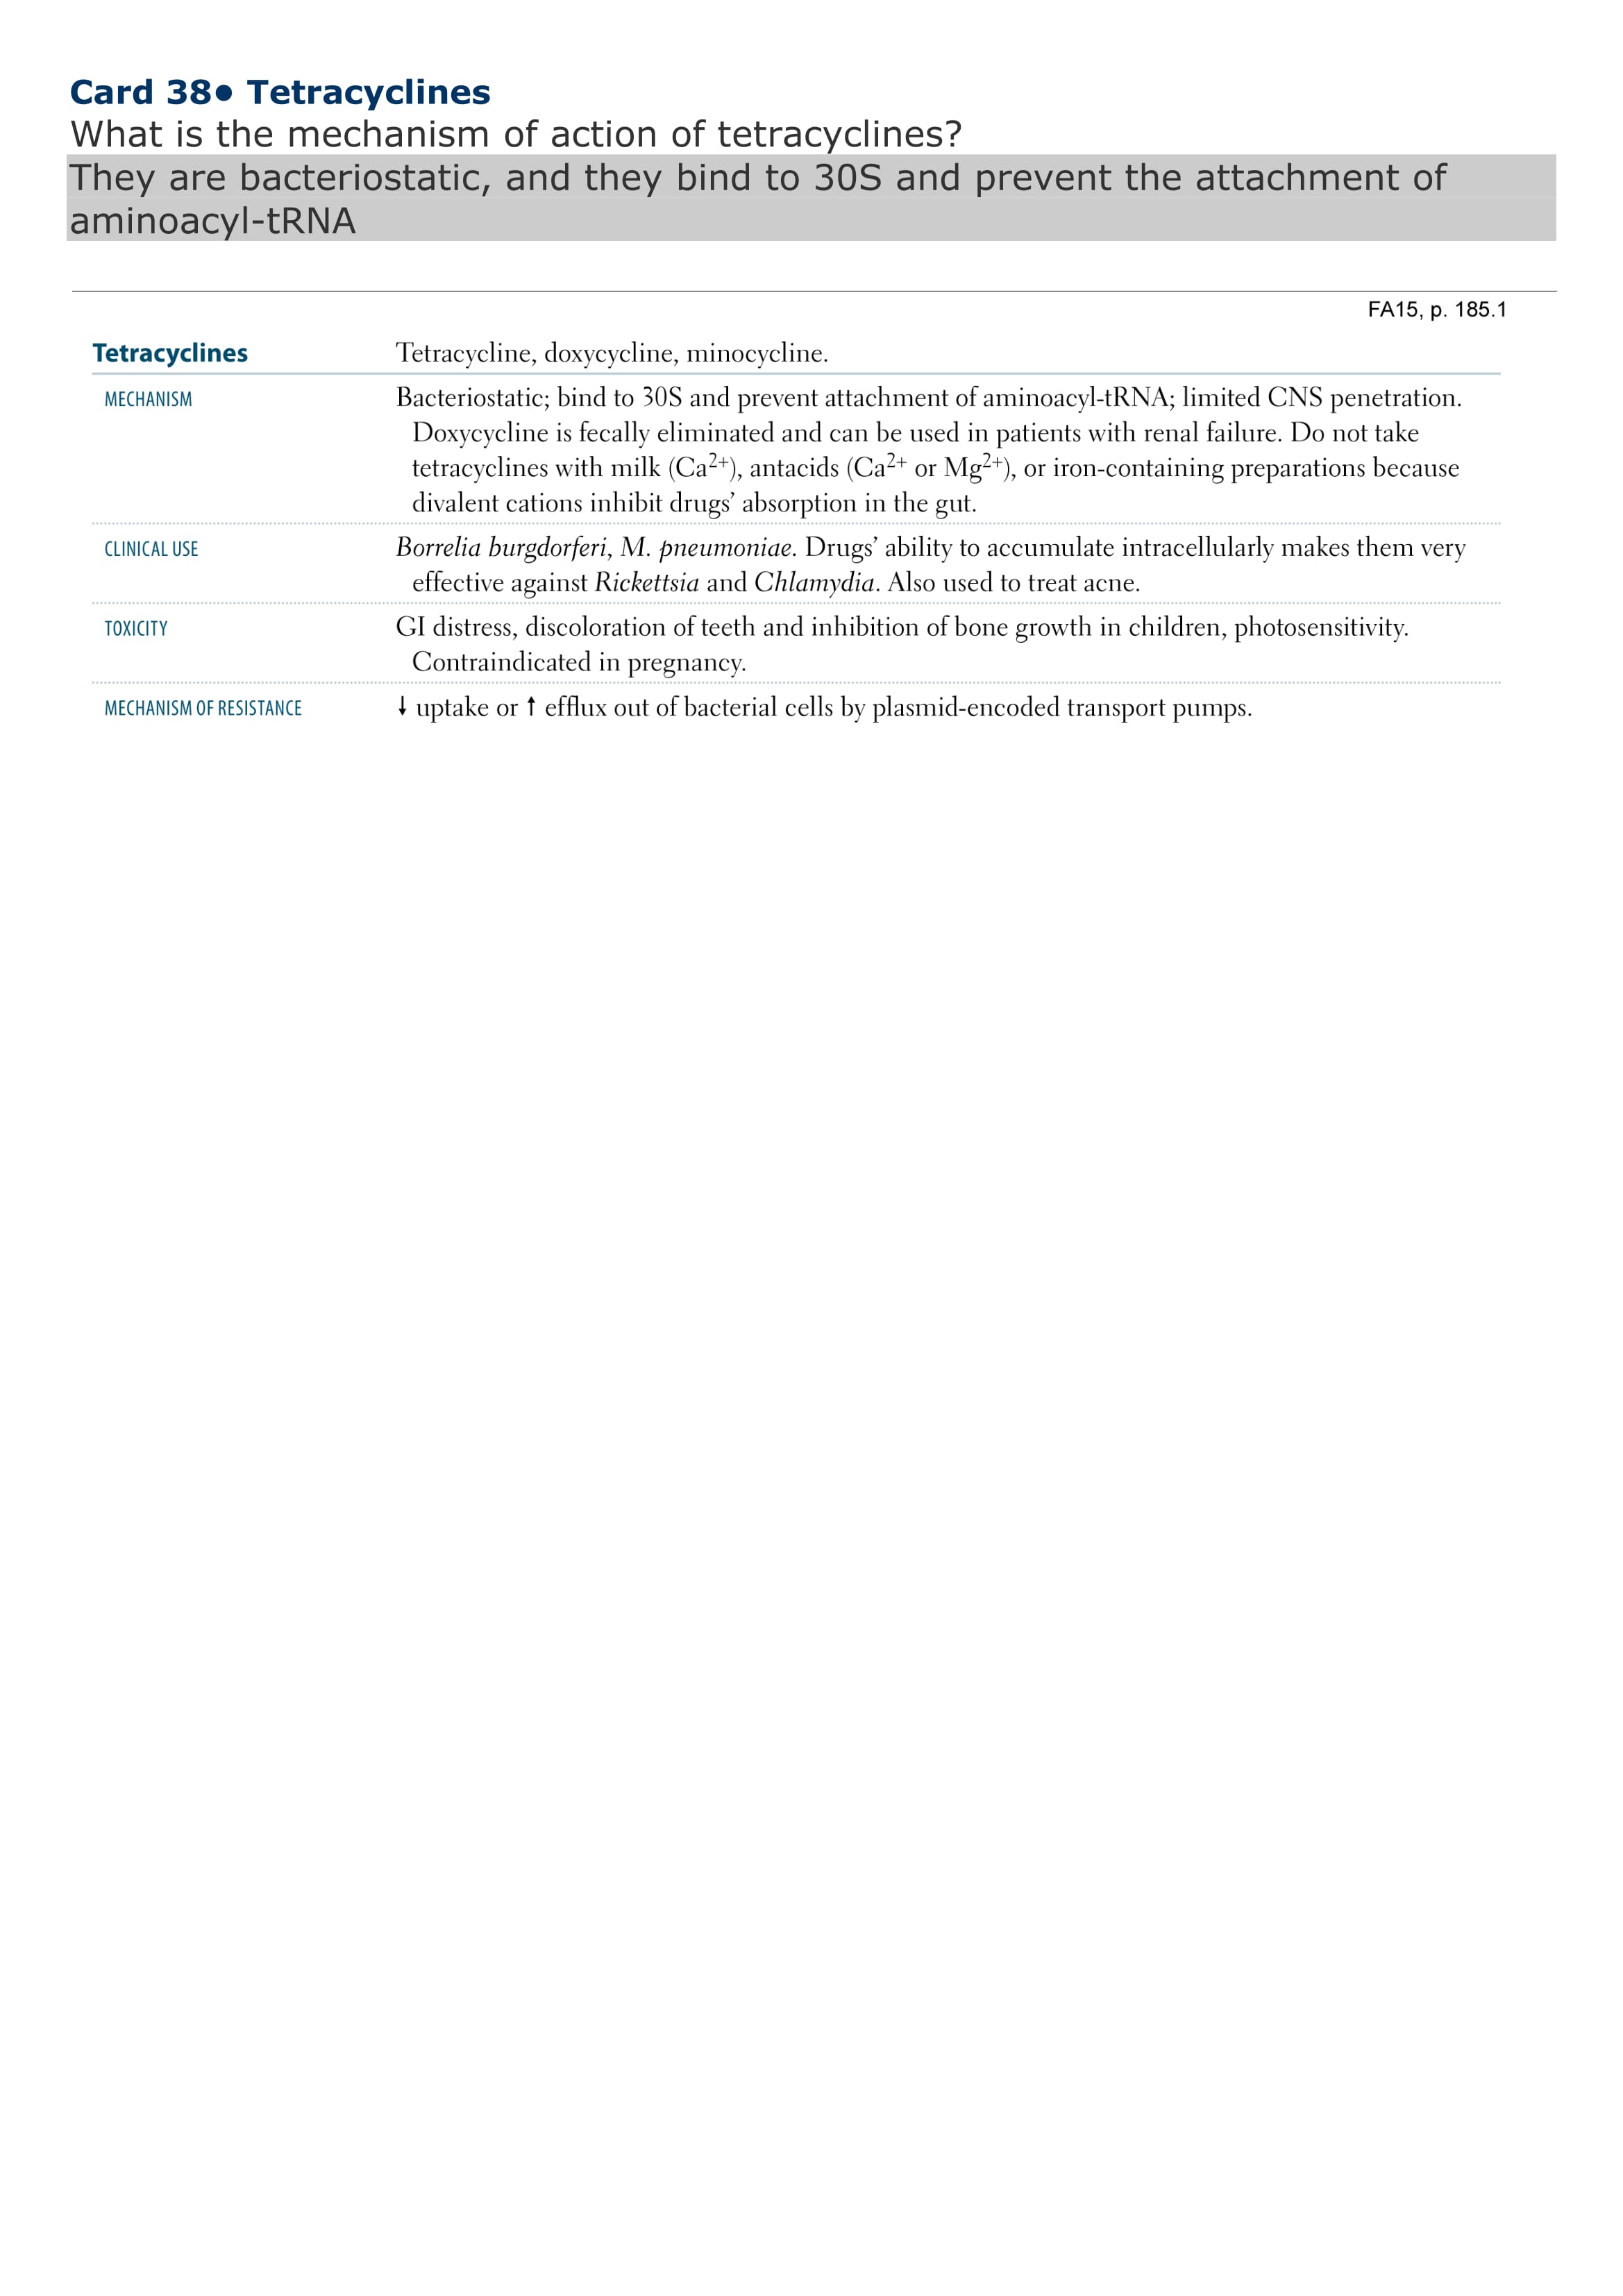 Card 38● Tetracyclines
What is the mechanism of action of tetracyclines?
They are bacteriostatic, and they bind to 30S and prevent the attachment of
aminoacyl-tRNA
FA15, p. 185.1
Tetracyclines Tetracycline, doxycycline, minocycline.
MECHANISM Bacteriostatic; bind to 30S and prevent attachment of aminoacyl-tRNA; limited CNS penetration.
Doxycycline is fecally eliminated and can be used in patients with renal failure. Do not take
tetracyclines with milk (Ca²⁺), antacids (Ca²⁺ or Mg²⁺), or iron-containing preparations because
divalent cations inhibit drugs’ absorption in the gut.
CLINICAL USE Borrelia burgdorferi, M. pneumoniae. Drugs’ ability to accumulate intracellularly makes them very
effective against Rickettsia and Chlamydia. Also used to treat acne.
TOXICITY GI distress, discoloration of teeth and inhibition of bone growth in children, photosensitivity.
Contraindicated in pregnancy.
MECHANISM OF RESISTANCE ↓ uptake or ↑ efflux out of bacterial cells by plasmid-encoded transport pumps.